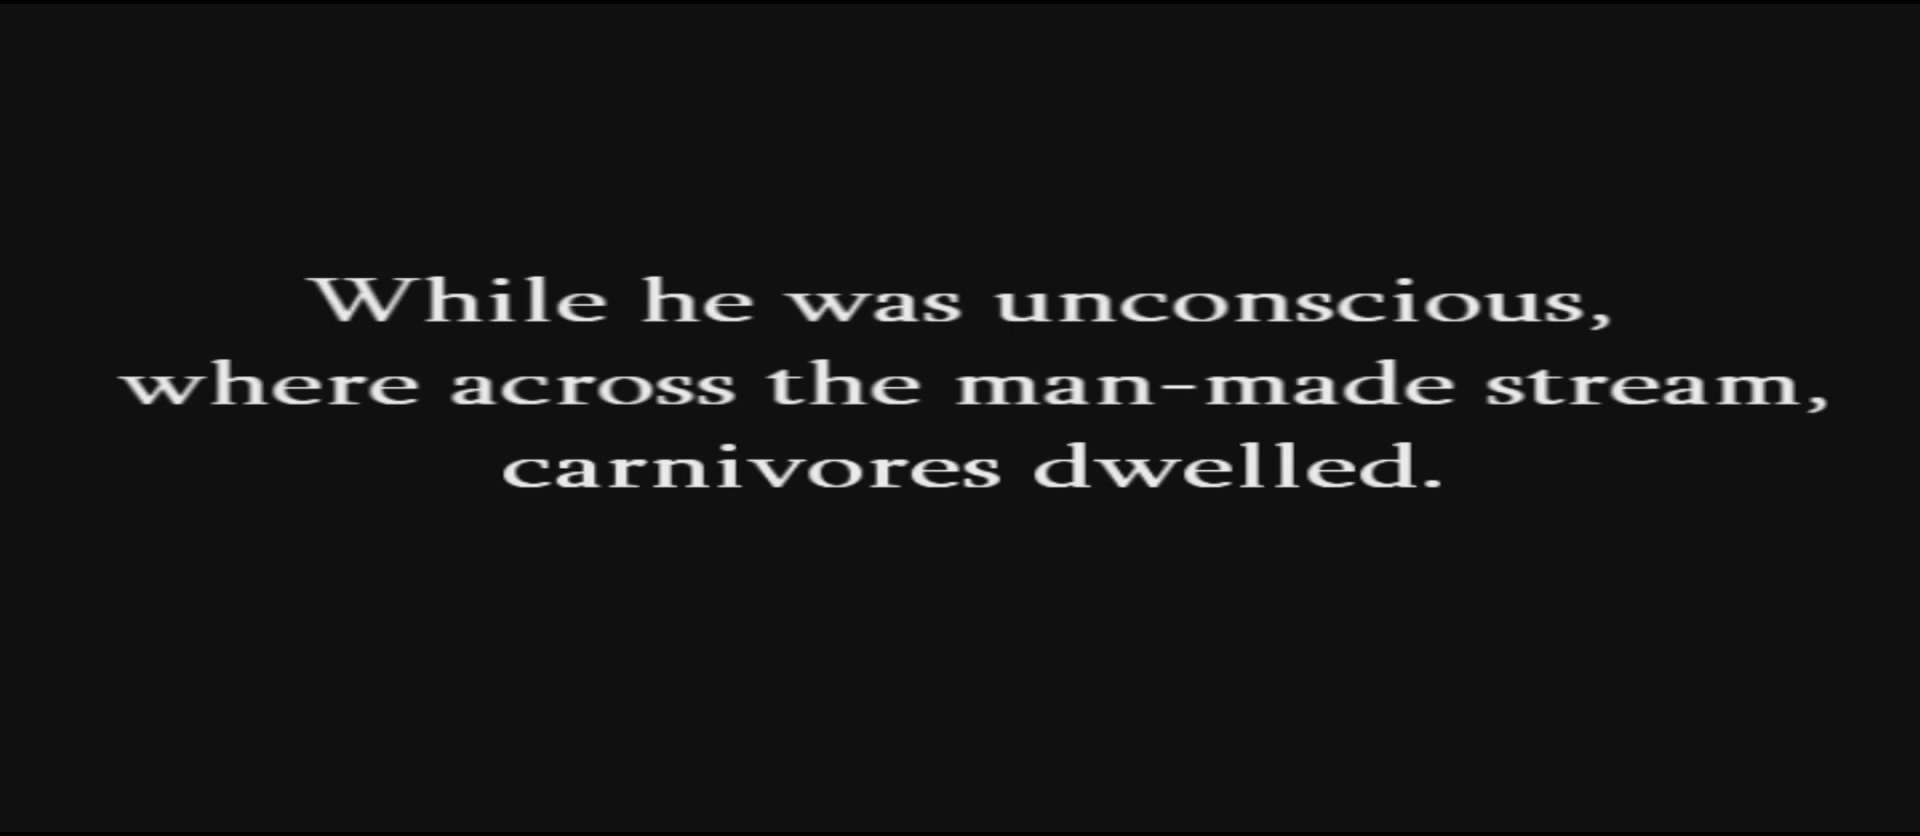 While he was unconscious,
where across the man-made stream,
carnivores dwelled.